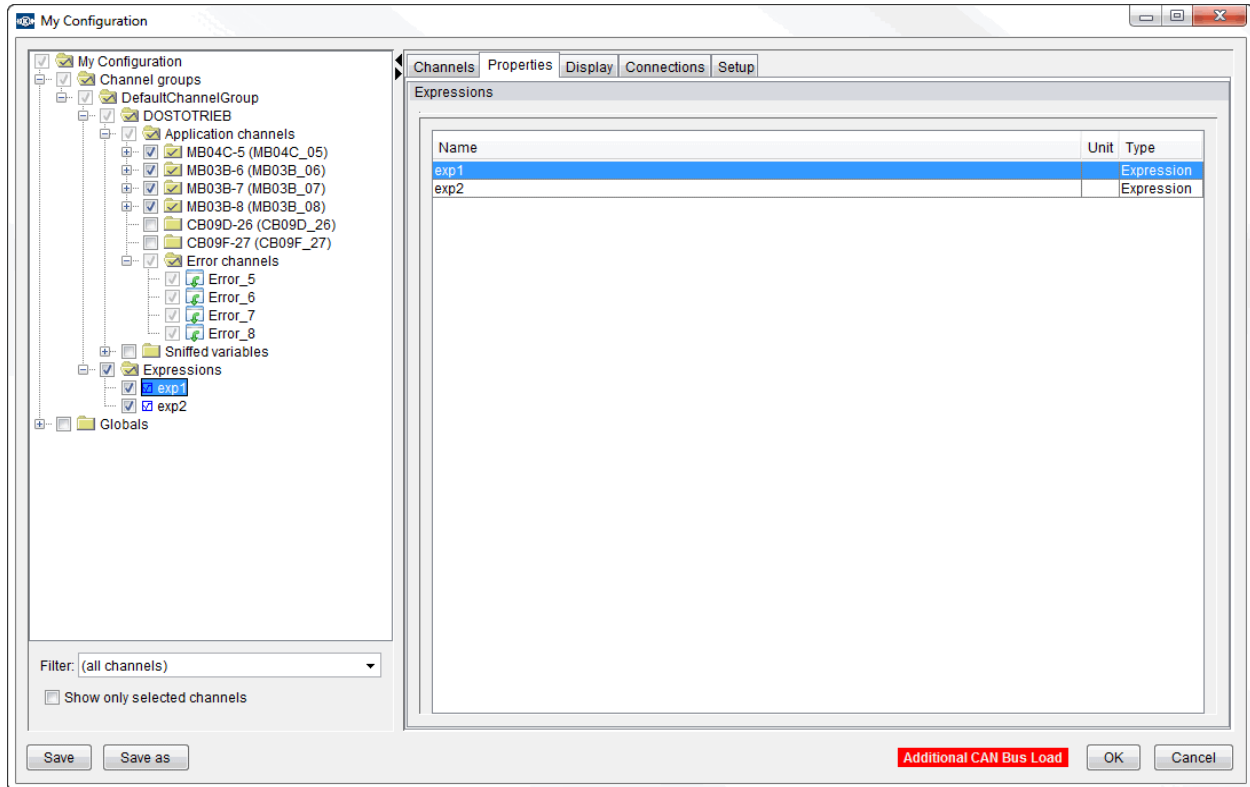 My Configuration
My Configuration
Channel groups
DefaultChannelGroup
DOSTOTRIEB
Application channels
MB04C-5 (MB04C_05)
MB03B-6 (MB03B_06)
MB03B-7 (MB03B_07)
MB03B-8 (MB03B_08)
CB09D-26 (CB09D_26)
CB09F-27 (CB09F_27)
Error channels
Error_5
Error_6
Error_7
Error_8
Sniffed variables
Expressions
exp1
exp2
Globals
Filter: (all channels)
Show only selected channels
Channels Properties Display Connections Setup
Expressions
Name Unit Type
exp1 Expression
exp2 Expression
Save Save as Additional CAN Bus Load OK Cancel